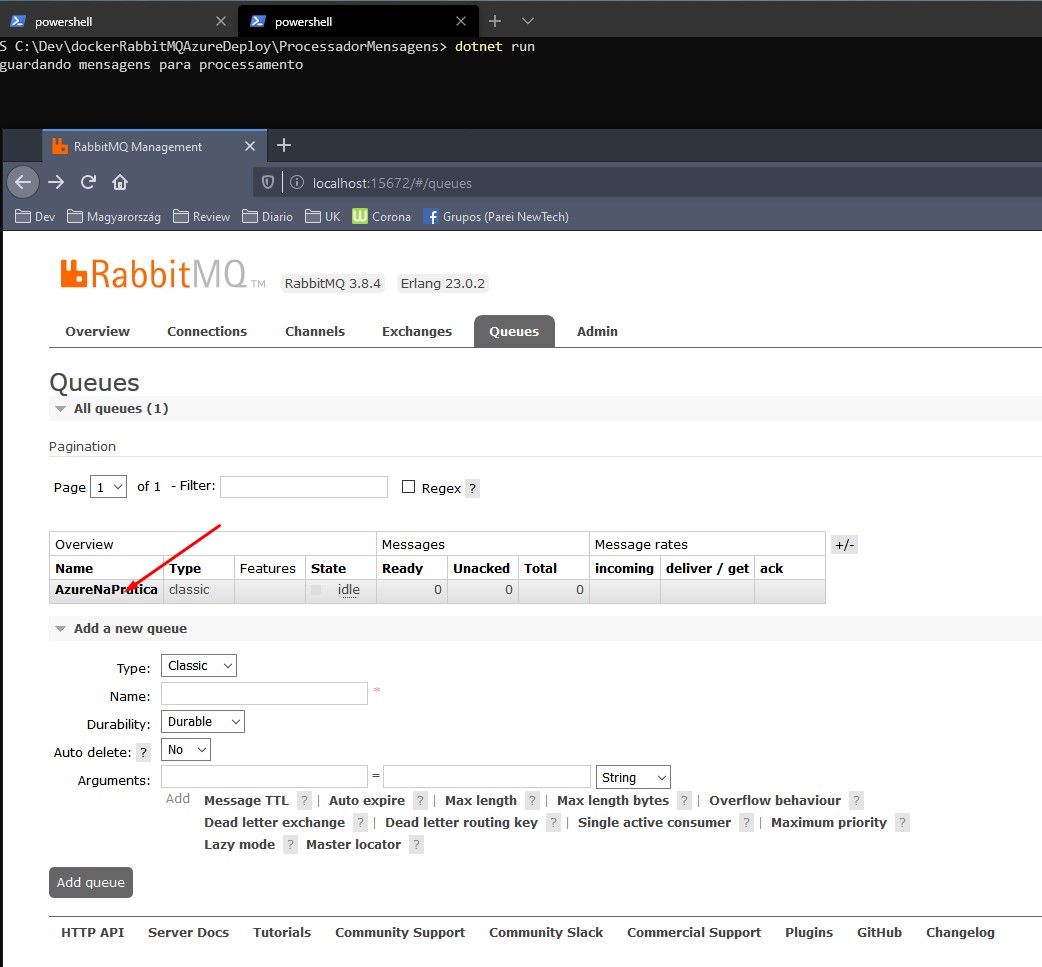 powershell
powershell
S C:\Dev\dockerRabbitMQAzureDeploy\ProcessadorMensagens> dotnet run
guardando mensagens para processamento
RabbitMQ Management
localhost:15672/#/queues
Dev Magyarország Review Diario UK Corona Grupos (Parei NewTech)
RabbitMQ TM RabbitMQ 3.8.4 Erlang 23.0.2
Overview Connections Channels Exchanges Queues Admin
Queues
All queues (1)
Pagination
Page 1 of 1 - Filter: Regex ?
Overview Messages Message rates +/-
Name Type Features State Ready Unacked Total incoming deliver / get ack
AzureNaPratica classic idle 0 0 0
Add a new queue
Type: Classic
Name: *
Durability: Durable
Auto delete: ? No
Arguments: = String
Add Message TTL ? | Auto expire ? | Max length ? | Max length bytes ? | Overflow behaviour ?
Dead letter exchange ? | Dead letter routing key ? | Single active consumer ? | Maximum priority ?
Lazy mode ? Master locator ?
Add queue
HTTP API Server Docs Tutorials Community Support Community Slack Commercial Support Plugins GitHub Changelog